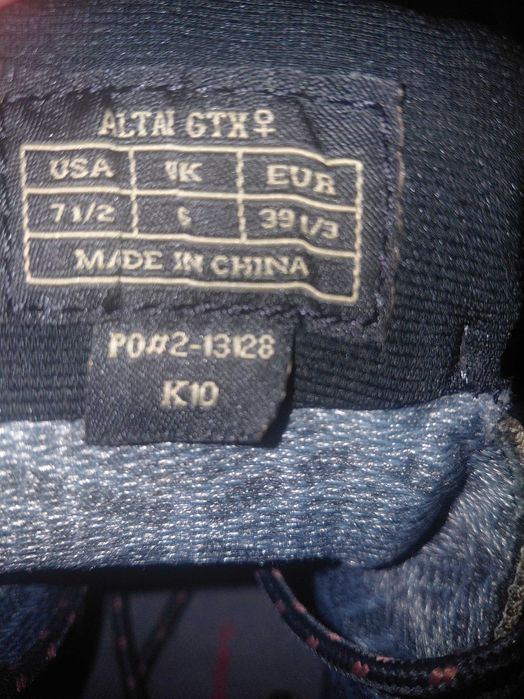 ALTAI GTX♀
USA UK EUR
7 1/2 6 39 1/3
MADE IN CHINA
PO#2-13128
K10